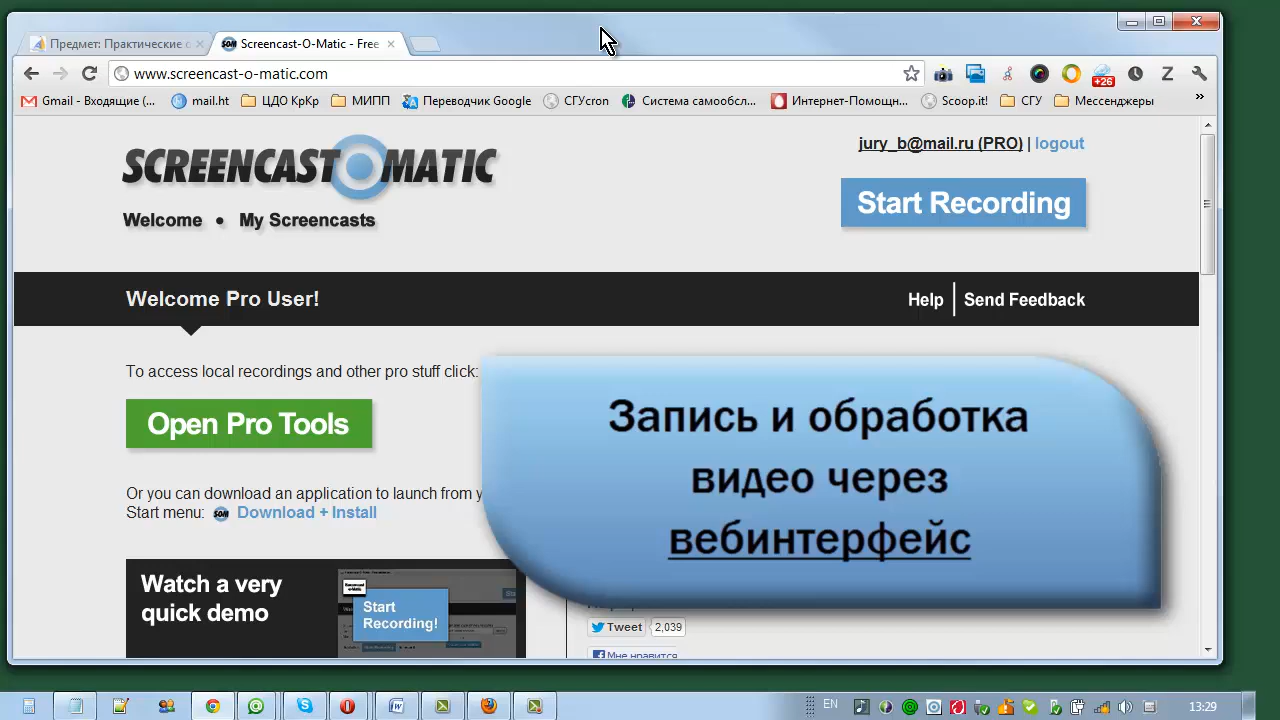 Предмет: Практические
Screencast-O-Matic - Free
www.screencast-o-matic.com
+26
Z
Gmail - Входящие (... mail.ht ЦДО КрКр МИПП Переводчик Google СГУcron Система самообсл... Интернет-Помощн... Scoop.it! СГУ Мессенджеры »
SCREENCAST O MATIC
jury_b@mail.ru (PRO) | logout
Start Recording
Welcome • My Screencasts
Welcome Pro User!
Help | Send Feedback
To access local recordings and other pro stuff click:
Open Pro Tools
Or you can download an application to launch from
Start menu: SOM Download + Install
Запись и обработка
видео через
вебинтерфейс
Watch a very
quick demo
Start
Recording!
Tweet 2,039
Мне нравится
EN
13:29